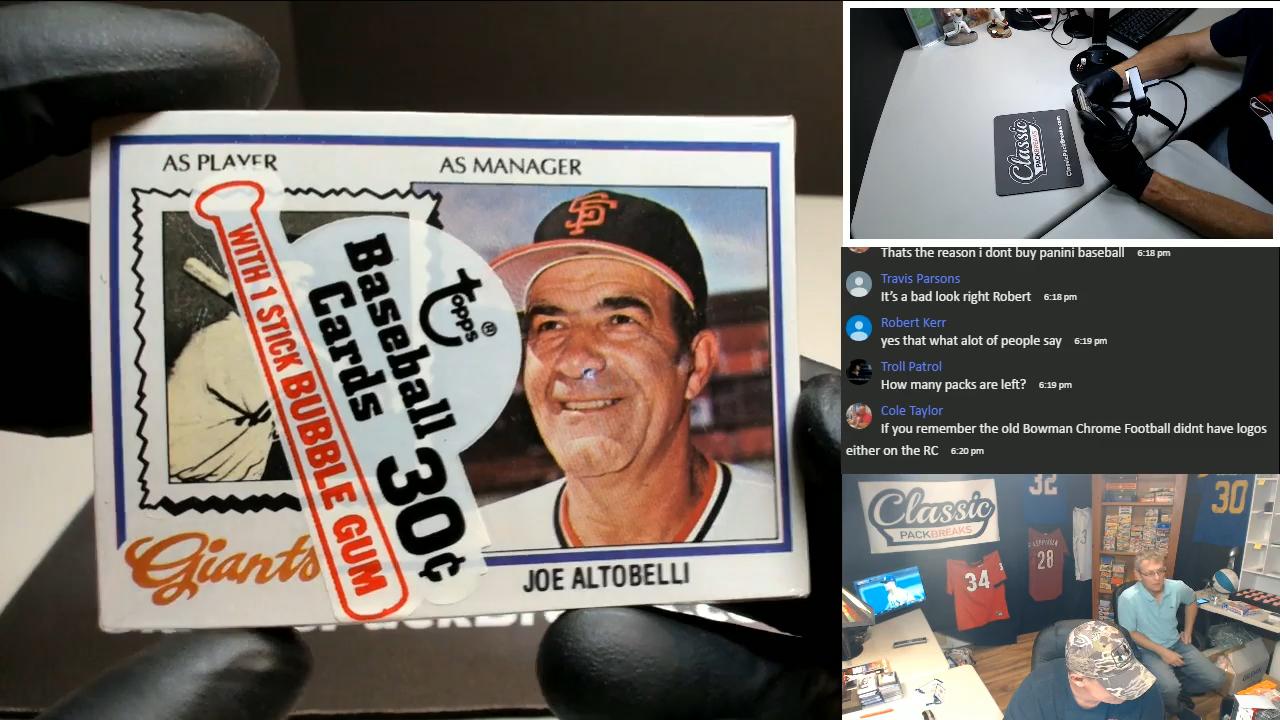 AS PLAYER
AS MANAGER
SF
WITH 1 STICK BUBBLE GUM
topps®
Baseball
Cards
30¢
Giants
JOE ALTOBELLI
Classic
PACKBREAKS
Thats the reason i dont buy panini baseball 6:18 pm
Travis Parsons
It's a bad look right Robert 6:18 pm
Robert Kerr
yes that what alot of people say 6:19 pm
Troll Patrol
How many packs are left? 6:19 pm
Cole Taylor
If you remember the old Bowman Chrome Football didnt have logos
either on the RC 6:20 pm
Classic
PACKBREAKS
32
30
34
28